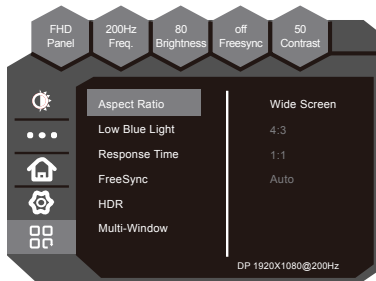 FHD
Panel
200Hz
Freq.
80
Brightness
off
Freesync
50
Contrast
Aspect Ratio
Wide Screen
Low Blue Light
4:3
Response Time
1:1
FreeSync
Auto
HDR
Multi-Window
DP 1920X1080@200Hz